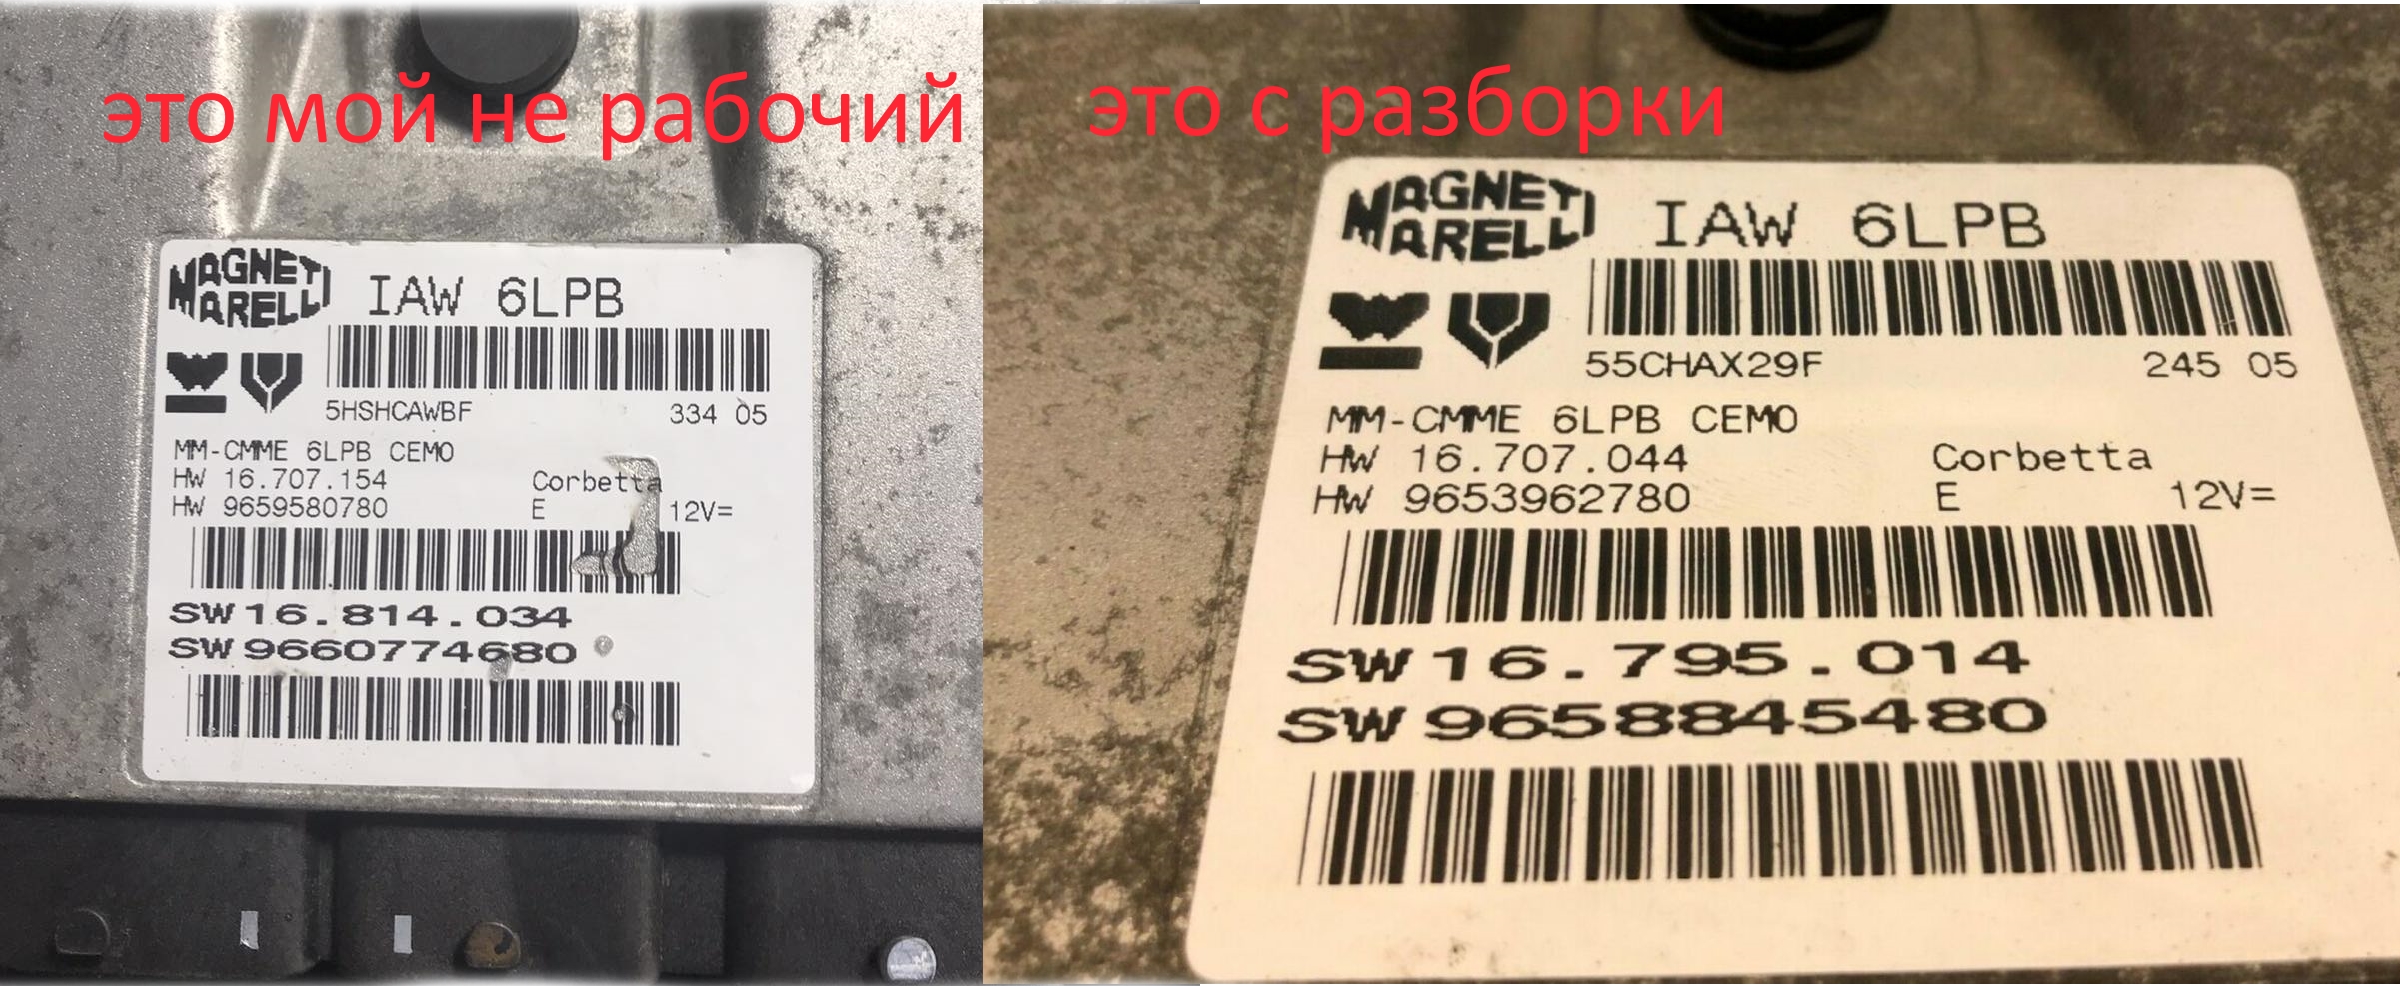 это мой не рабочий
MAGNETI
MARELLI
IAW 6LPB
5HSHCAWBF 334 05
MM-CMME 6LPB CEMO
HW 16.707.154 Corbetta
HW 9659580780 E 12V=
SW 16.814.034
SW 9660774680
это с разборки
MAGNETI
MARELLI
IAW 6LPB
55CHAX29F 245 05
MM-CMME 6LPB CEMO
HW 16.707.044 Corbetta
HW 9653962780 E 12V=
SW 16.795.014
SW 9658845480